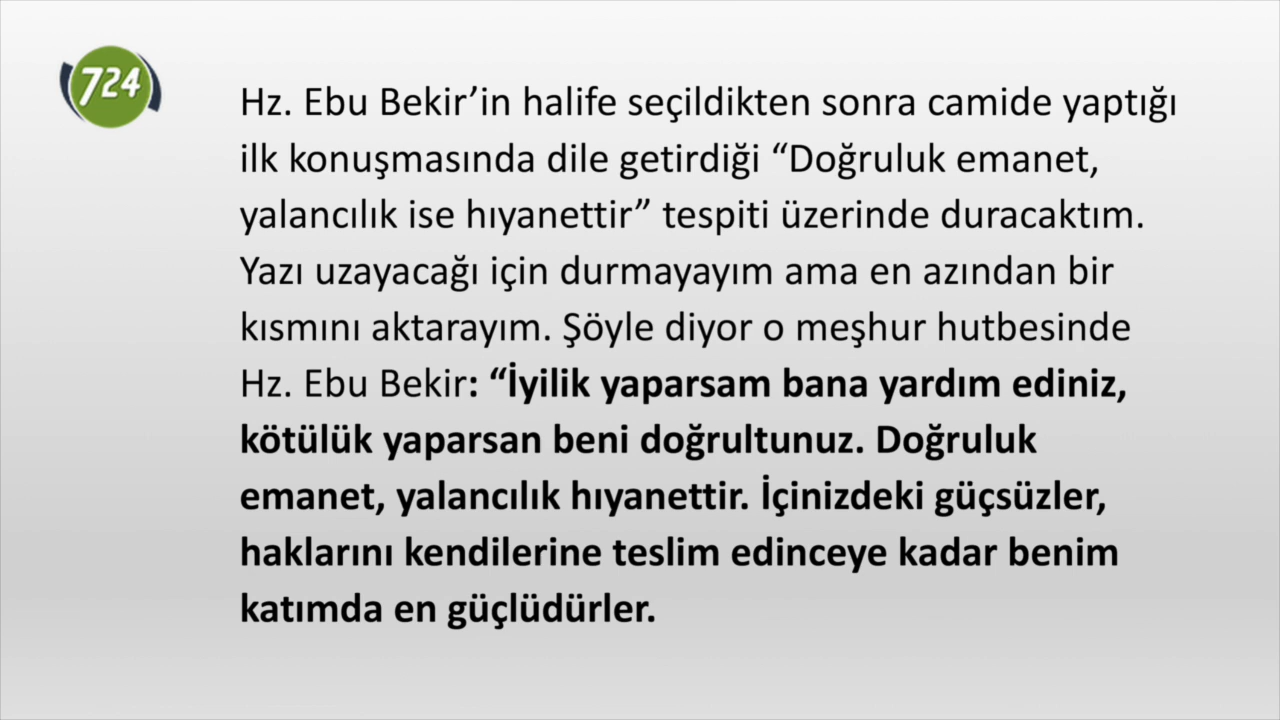 724
Hz. Ebu Bekir’in halife seçildikten sonra camide yaptığı
ilk konuşmasında dile getirdiği “Doğruluk emanet,
yalancılık ise hıyanettir” tespiti üzerinde duracaktım.
Yazı uzayacağı için durmayayım ama en azından bir
kısmını aktarayım. Şöyle diyor o meşhur hutbesinde
Hz. Ebu Bekir: “İyilik yaparsam bana yardım ediniz,
kötülük yaparsan beni doğrultunuz. Doğruluk
emanet, yalancılık hıyanettir. İçinizdeki güçsüzler,
haklarını kendilerine teslim edinceye kadar benim
katımda en güçlüdürler.